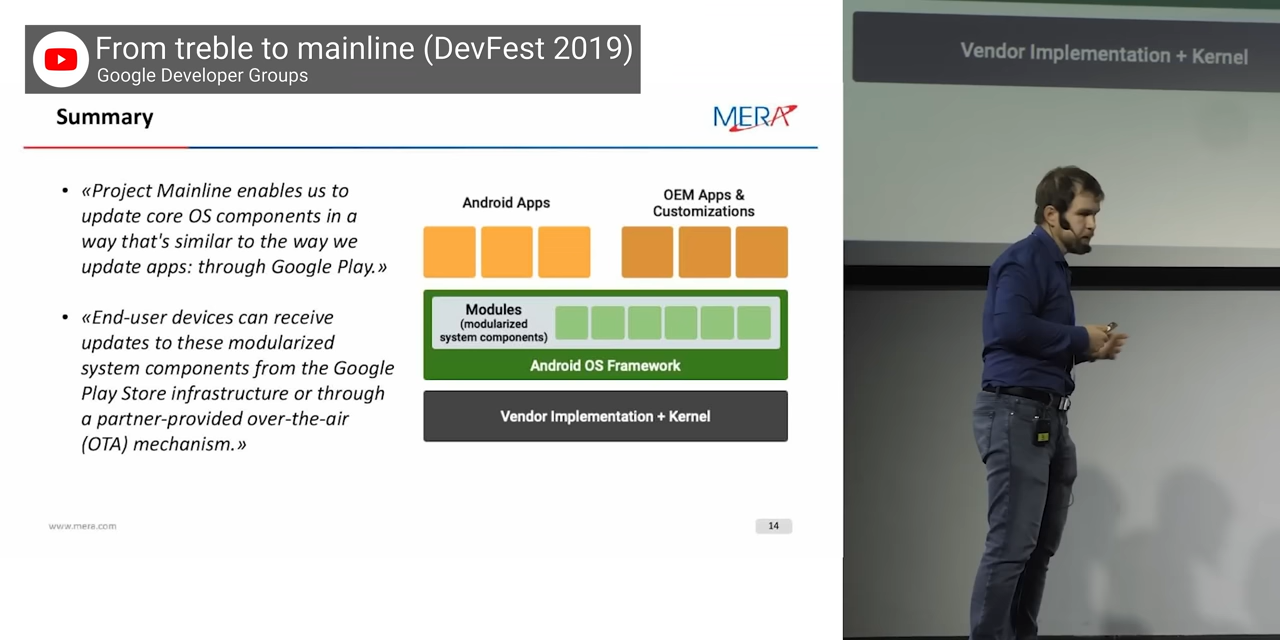 From treble to mainline (DevFest 2019)
Google Developer Groups
Summary
MERA
• «Project Mainline enables us to
update core OS components in a
way that's similar to the way we
update apps: through Google Play.»
• «End-user devices can receive
updates to these modularized
system components from the Google
Play Store infrastructure or through
a partner-provided over-the-air
(OTA) mechanism.»
Android Apps
OEM Apps &
Customizations
Modules
(modularized
system components)
Android OS Framework
Vendor Implementation + Kernel
www.mera.com
14
Vendor Implementation + Kernel